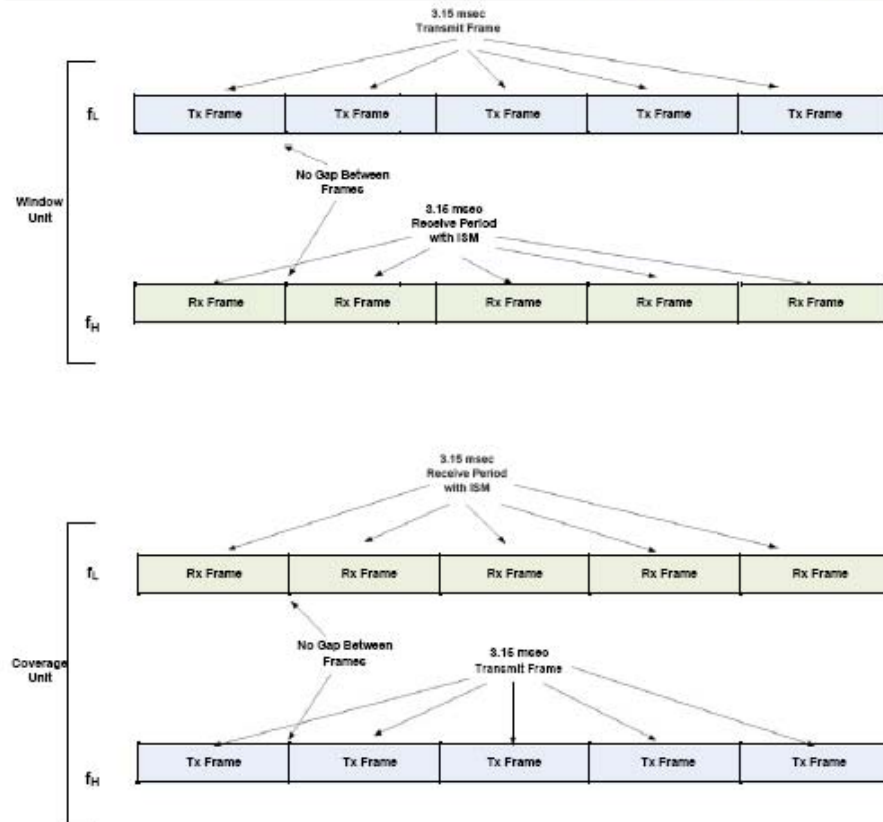 3.15 msec
Transmit Frame
fL
Tx Frame Tx Frame Tx Frame Tx Frame Tx Frame
No Gap Between
Frames
Window
Unit
3.15 msec
Receive Period
with ISM
Rx Frame Rx Frame Rx Frame Rx Frame Rx Frame
fH
3.15 msec
Receive Period
with ISM
fL
Rx Frame Rx Frame Rx Frame Rx Frame Rx Frame
No Gap Between
Frames
Coverage
Unit
3.15 msec
Transmit Frame
Tx Frame Tx Frame Tx Frame Tx Frame Tx Frame
fH